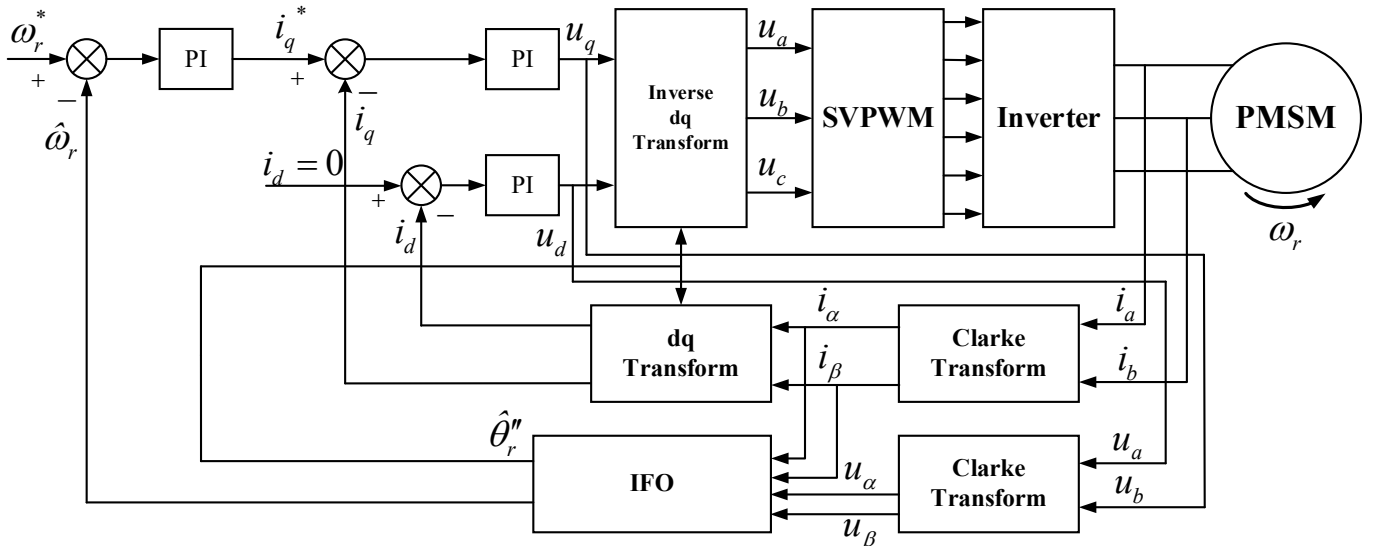 ω_r^*
+
−
ω̂_r
PI
i_q^*
+
−
i_q
PI
u_q
i_d = 0
+
−
i_d
PI
u_d
Inverse
dq
Transform
u_a
u_b
u_c
SVPWM
Inverter
PMSM
ω_r
dq
Transform
i_α
i_β
Clarke
Transform
i_a
i_b
θ̂_r″
IFO
u_α
u_β
Clarke
Transform
u_a
u_b